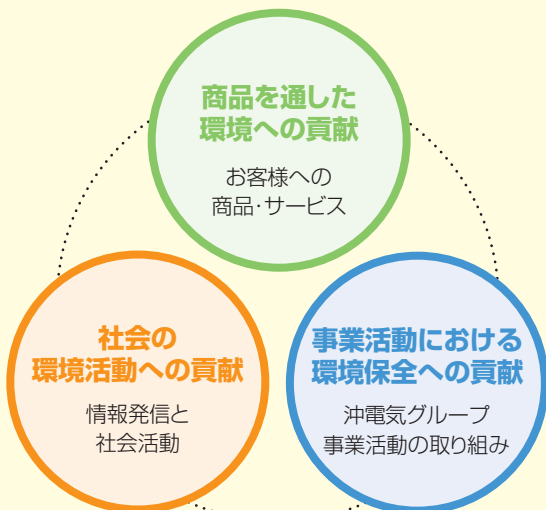 商品を通した
環境への貢献
お客様への
商品・サービス
社会の
環境活動への貢献
情報発信と
社会活動
事業活動における
環境保全への貢献
沖電気グループ
事業活動の取り組み